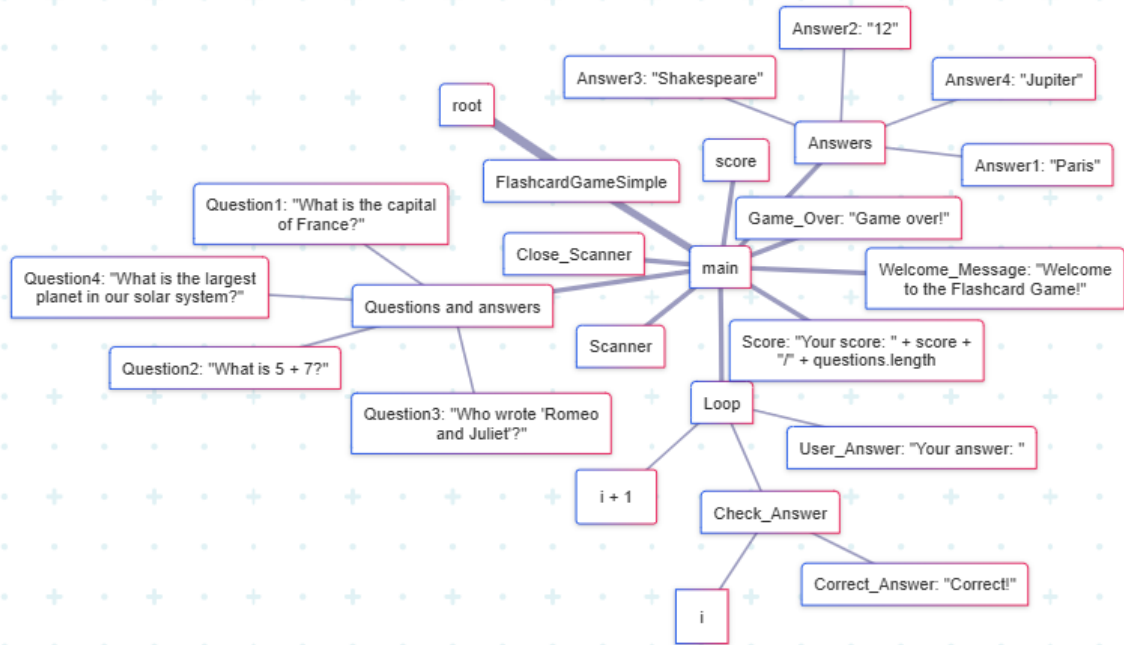 Answer2: "12"
Answer3: "Shakespeare"
Answer4: "Jupiter"
root
Answers
score
Answer1: "Paris"
FlashcardGameSimple
Question1: "What is the capital
of France?"
Game_Over: "Game over!"
Close_Scanner
main
Welcome_Message: "Welcome
to the Flashcard Game!"
Question4: "What is the largest
planet in our solar system?"
Questions and answers
Scanner
Score: "Your score: " + score +
"/" + questions.length
Question2: "What is 5 + 7?"
Loop
Question3: "Who wrote 'Romeo
and Juliet'?"
User_Answer: "Your answer: "
i + 1
Check_Answer
Correct_Answer: "Correct!"
i